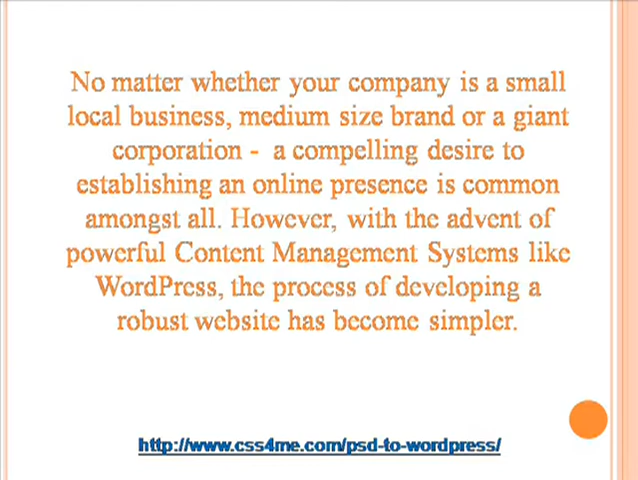 No matter whether your company is a small
local business, medium size brand or a giant
corporation - a compelling desire to
establishing an online presence is common
amongst all. However, with the advent of
powerful Content Management Systems like
WordPress, the process of developing a
robust website has become simpler.
http://www.css4me.com/psd-to-wordpress/